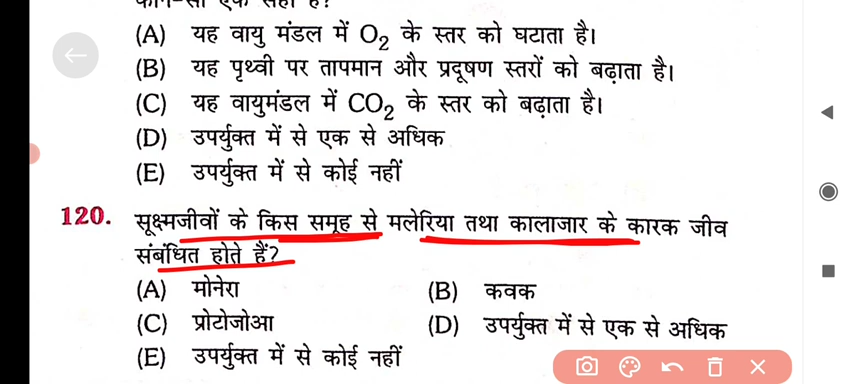 (A) यह वायु मंडल में O₂ के स्तर को घटाता है।
(B) यह पृथ्वी पर तापमान और प्रदूषण स्तरों को बढ़ाता है।
(C) यह वायुमंडल में CO₂ के स्तर को बढ़ाता है।
(D) उपर्युक्त में से एक से अधिक
(E) उपर्युक्त में से कोई नहीं
120. सूक्ष्मजीवों के किस समूह से मलेरिया तथा कालाजार के कारक जीव
संबंधित होते हैं?
(A) मोनेरा (B) कवक
(C) प्रोटोजोआ (D) उपर्युक्त में से एक से अधिक
(E) उपर्युक्त में से कोई नहीं